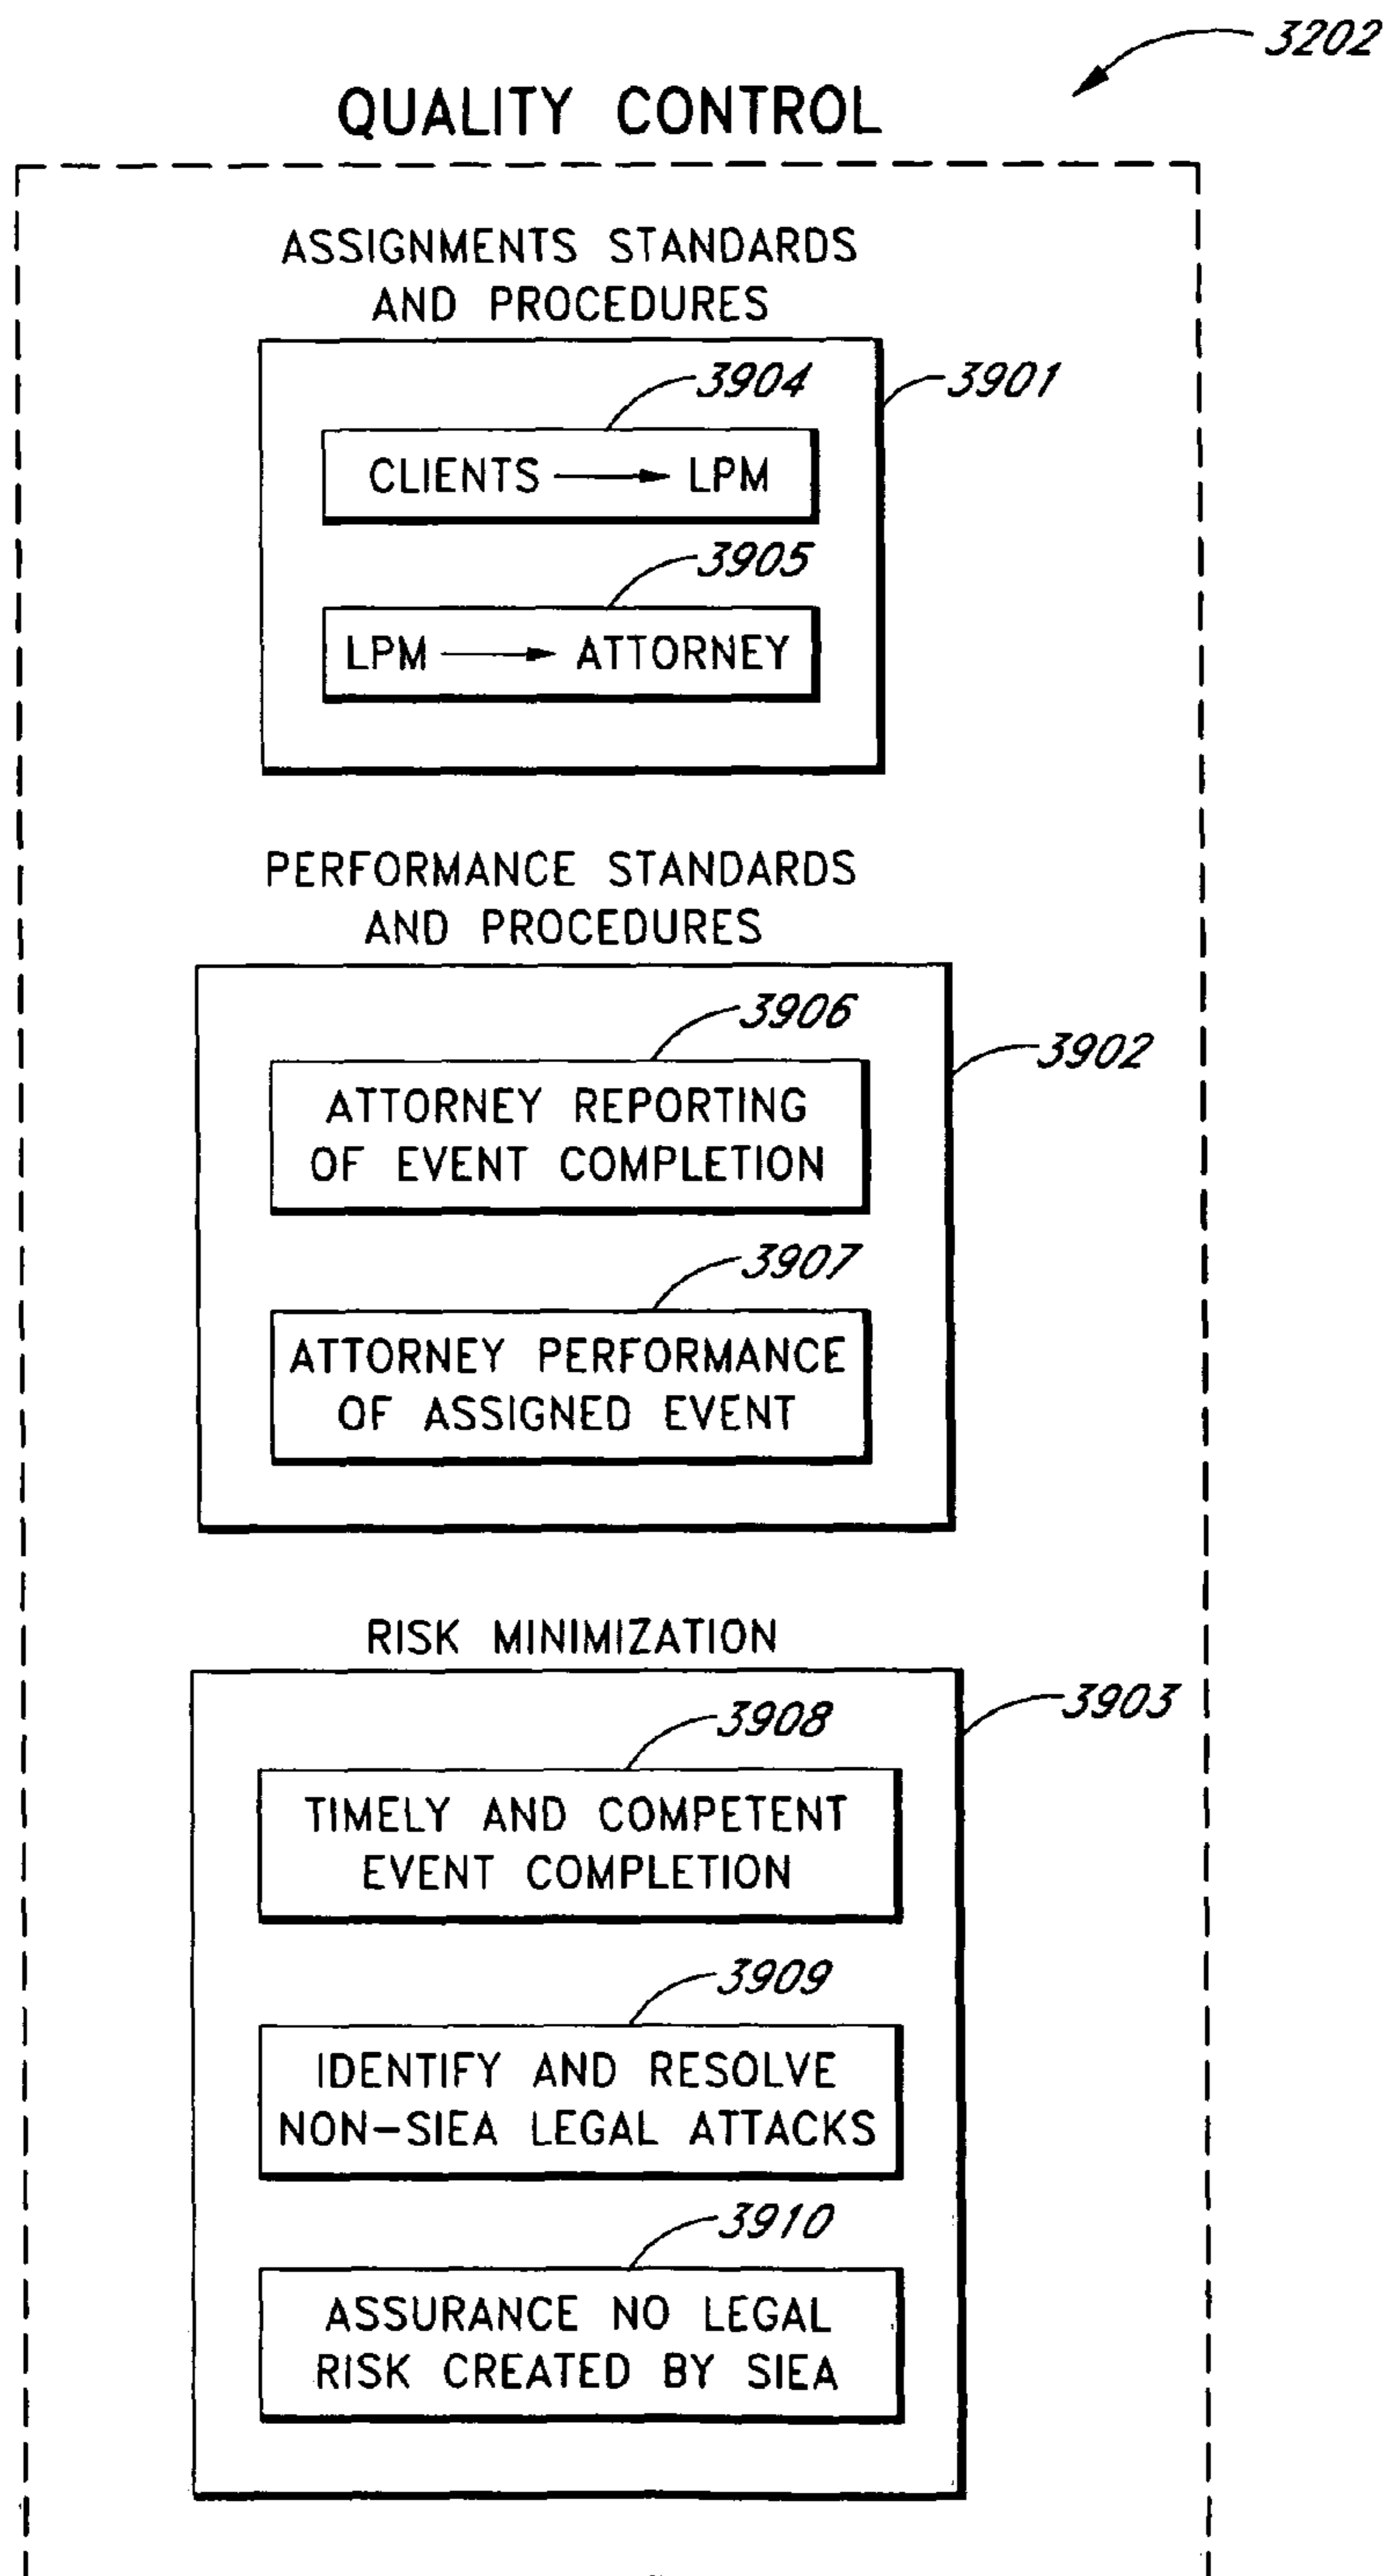 3202
QUALITY CONTROL
ASSIGNMENTS STANDARDS
AND PROCEDURES
3904
3901
CLIENTS → LPM
3905
LPM → ATTORNEY
PERFORMANCE STANDARDS
AND PROCEDURES
3906
3902
ATTORNEY REPORTING
OF EVENT COMPLETION
3907
ATTORNEY PERFORMANCE
OF ASSIGNED EVENT
RISK MINIMIZATION
3903
3908
TIMELY AND COMPETENT
EVENT COMPLETION
3909
IDENTIFY AND RESOLVE
NON-SIEA LEGAL ATTACKS
3910
ASSURANCE NO LEGAL
RISK CREATED BY SIEA